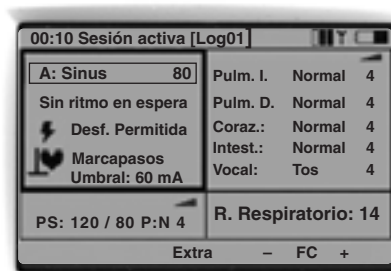 00:10 Sesión activa [Log01]
A: Sinus 80
Sin ritmo en espera
Desf. Permitida
Marcapasos
Umbral: 60 mA
PS: 120 / 80 P:N 4
Pulm. I. Normal 4
Pulm. D. Normal 4
Coraz.: Normal 4
Intest.: Normal 4
Vocal: Tos 4
R. Respiratorio: 14
Extra – FC +